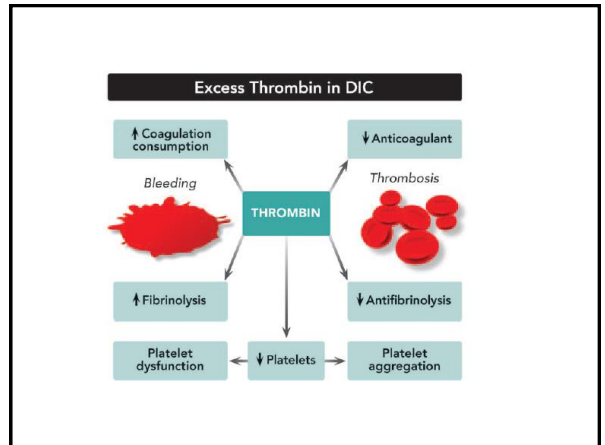 Excess Thrombin in DIC
↑ Coagulation
consumption
↓ Anticoagulant
Bleeding
Thrombosis
THROMBIN
↑ Fibrinolysis
↓ Antifibrinolysis
Platelet
dysfunction
↓ Platelets
Platelet
aggregation